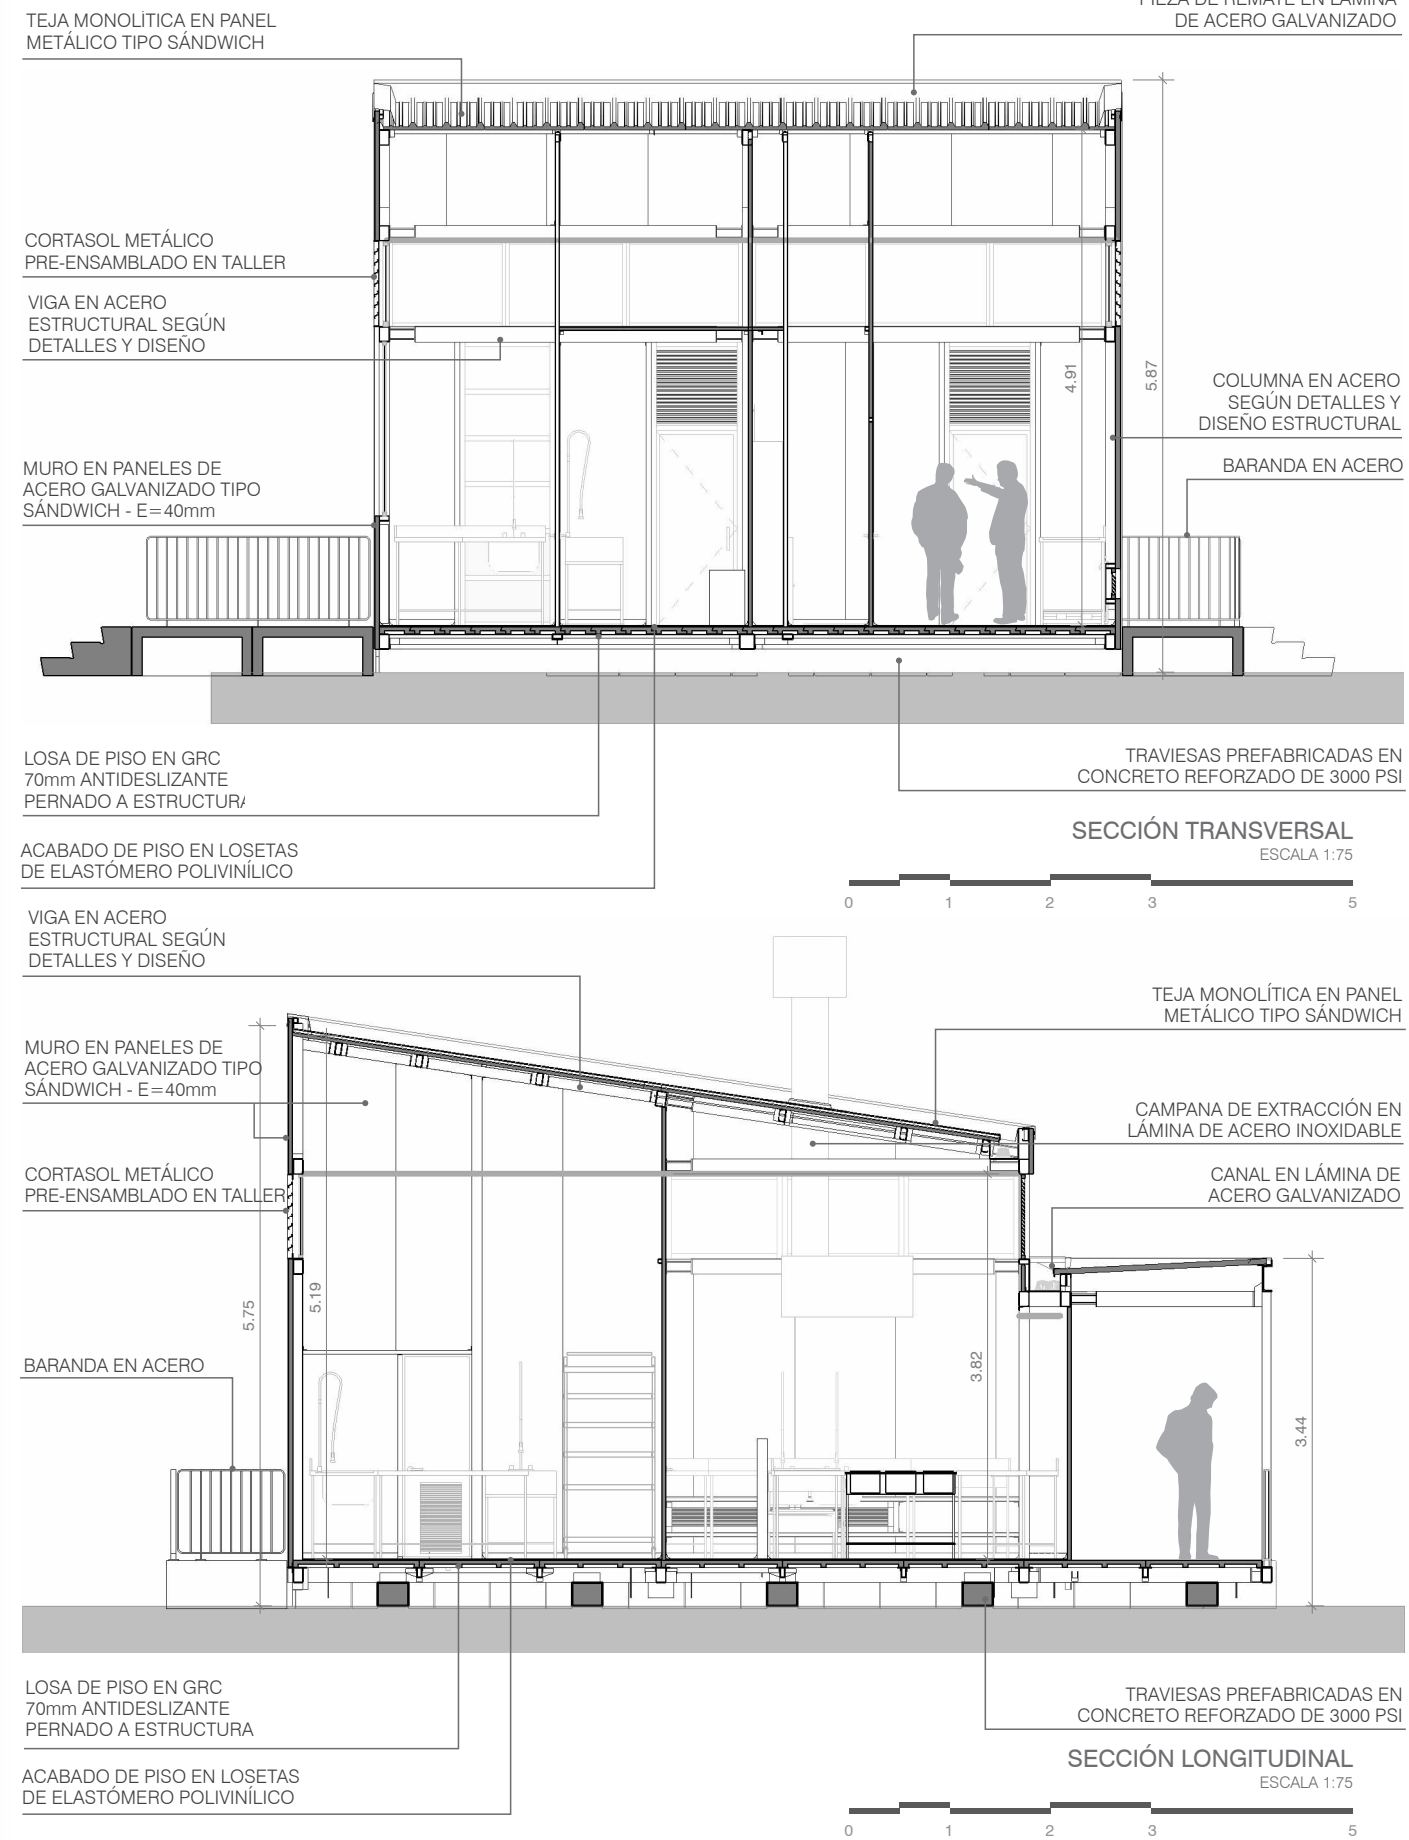 TEJA MONOLÍTICA EN PANEL
METÁLICO TIPO SÁNDWICH
PIEZA DE REMATE EN LÁMINA
DE ACERO GALVANIZADO
CORTASOL METÁLICO
PRE-ENSAMBLADO EN TALLER
VIGA EN ACERO
ESTRUCTURAL SEGÚN
DETALLES Y DISEÑO
4.91
5.87
COLUMNA EN ACERO
SEGÚN DETALLES Y
DISEÑO ESTRUCTURAL
MURO EN PANELES DE
ACERO GALVANIZADO TIPO
SÁNDWICH - E=40mm
BARANDA EN ACERO
LOSA DE PISO EN GRC
70mm ANTIDESLIZANTE
PERNADO A ESTRUCTURA
TRAVIESAS PREFABRICADAS EN
CONCRETO REFORZADO DE 3000 PSI
ACABADO DE PISO EN LOSETAS
DE ELASTÓMERO POLIVINÍLICO
SECCIÓN TRANSVERSAL
ESCALA 1:75
0 1 2 3 5
VIGA EN ACERO
ESTRUCTURAL SEGÚN
DETALLES Y DISEÑO
TEJA MONOLÍTICA EN PANEL
METÁLICO TIPO SÁNDWICH
MURO EN PANELES DE
ACERO GALVANIZADO TIPO
SÁNDWICH - E=40mm
CAMPANA DE EXTRACCIÓN EN
LÁMINA DE ACERO INOXIDABLE
CORTASOL METÁLICO
PRE-ENSAMBLADO EN TALLER
CANAL EN LÁMINA DE
ACERO GALVANIZADO
5.75
5.19
3.82
3.44
BARANDA EN ACERO
LOSA DE PISO EN GRC
70mm ANTIDESLIZANTE
PERNADO A ESTRUCTURA
TRAVIESAS PREFABRICADAS EN
CONCRETO REFORZADO DE 3000 PSI
ACABADO DE PISO EN LOSETAS
DE ELASTÓMERO POLIVINÍLICO
SECCIÓN LONGITUDINAL
ESCALA 1:75
0 1 2 3 5